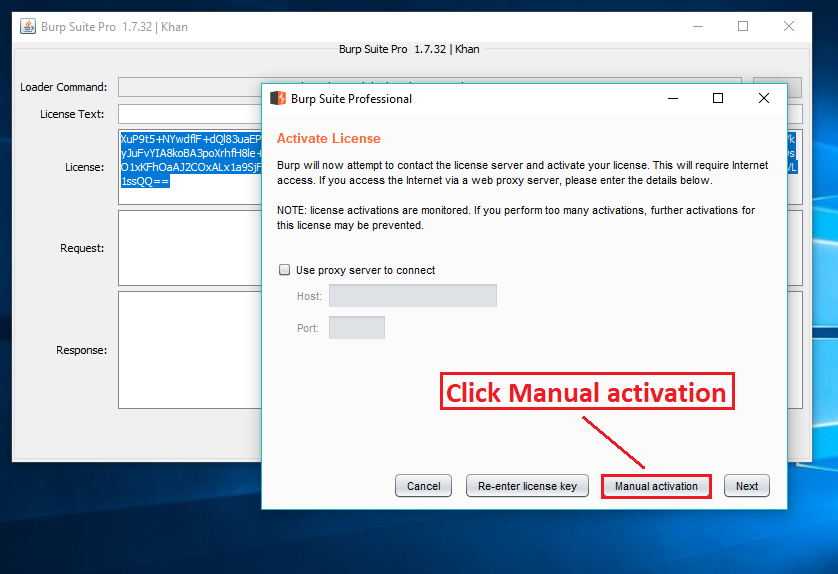 Burp Suite Pro 1.7.32 | Khan
Burp Suite Pro 1.7.32 | Khan
Loader Command:
License Text:
License:
XuP9t5+NYwdflF+dQl83uaEP
yJuFvYIA8koBA3poXrhfH8le+
O1xKFhOaAJ2COxALx1a9SjF
1ssQQ==
Request:
Response:
Burp Suite Professional
Activate License
Burp will now attempt to contact the license server and activate your license. This will require Internet
access. If you access the Internet via a web proxy server, please enter the details below.
NOTE: license activations are monitored. If you perform too many activations, further activations for
this license may be prevented.
Use proxy server to connect
Host:
Port:
Click Manual activation
Cancel
Re-enter license key
Manual activation
Next